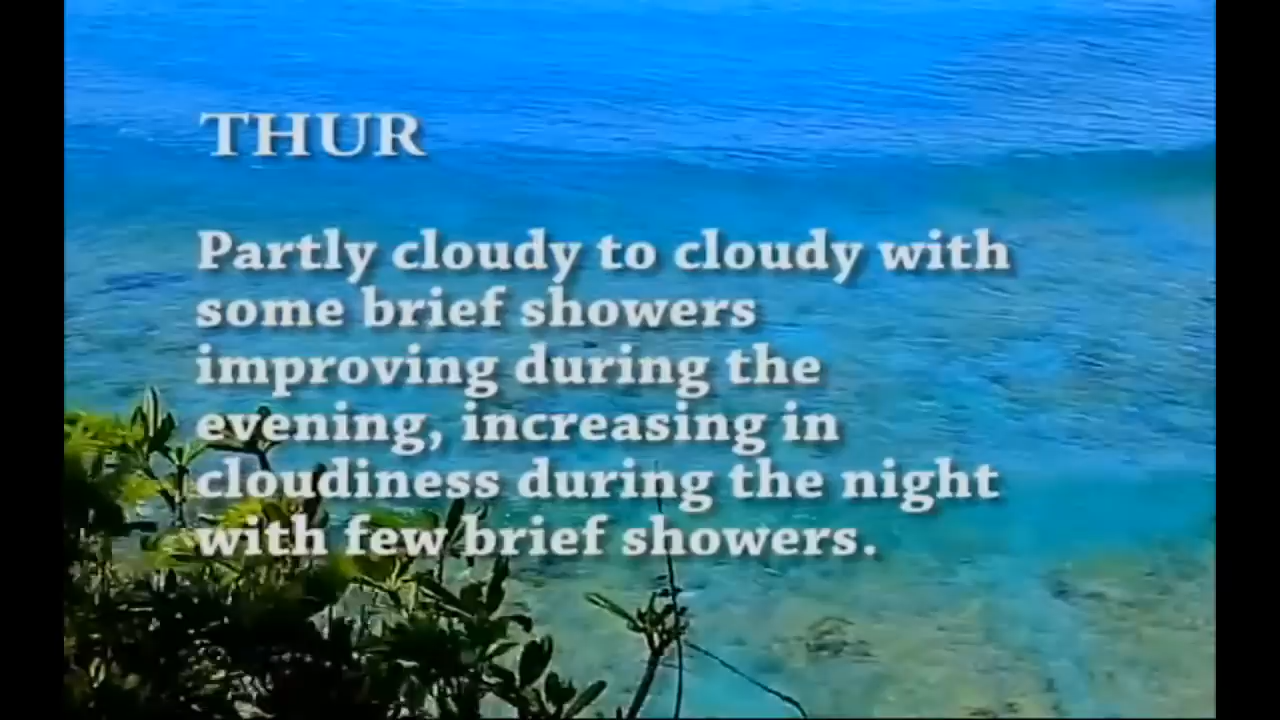 THUR
Partly cloudy to cloudy with
some brief showers
improving during the
evening, increasing in
cloudiness during the night
with few brief showers.